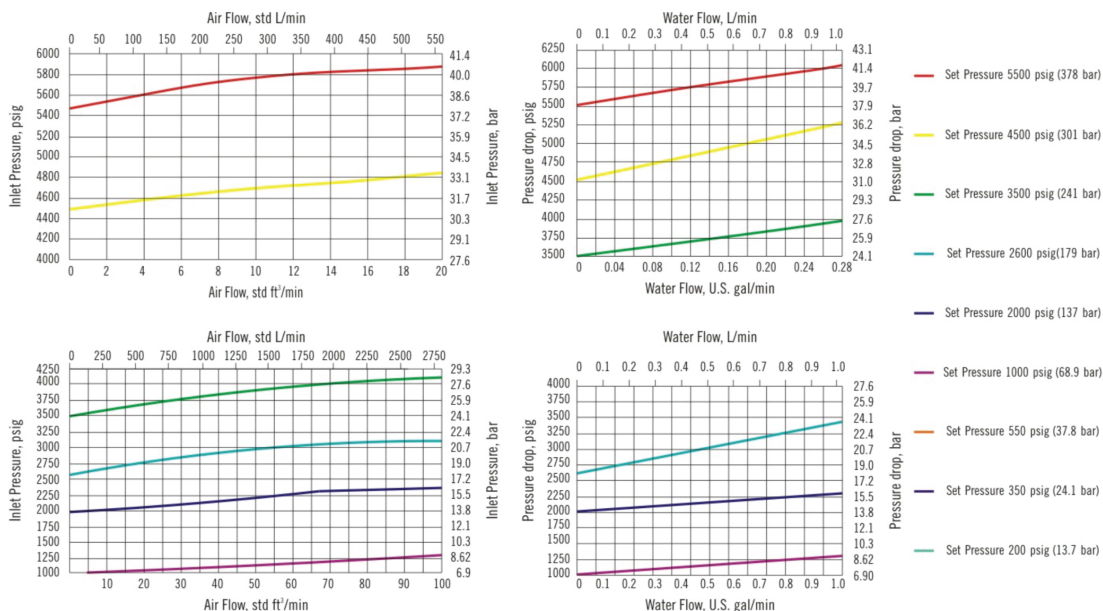 Air Flow, std L/min
0 50 100 150 200 250 300 350 400 450 500 550
6000 5800 5600 5400 5200 5000 4800 4600 4400 4200 4000
Inlet Pressure, psig
41.4 40.0 38.6 37.2 35.9 34.5 33.1 31.7 30.3 29.1 27.6
Inlet Pressure, bar
0 2 4 6 8 10 12 14 16 18 20
Air Flow, std ft³/min
Water Flow, L/min
0 0.1 0.2 0.3 0.4 0.5 0.6 0.7 0.8 0.9 1.0
6250 6000 5750 5500 5250 5000 4750 4500 4250 4000 3750 3500
Pressure drop, psig
43.1 41.4 39.7 37.9 36.2 34.5 32.8 31.0 29.3 27.6 25.9 24.1
Pressure drop, bar
0 0.04 0.08 0.12 0.16 0.20 0.24 0.28
Water Flow, U.S. gal/min
Air Flow, std L/min
0 250 500 750 1000 1250 1500 1750 2000 2250 2500 2750
4250 3750 3500 3250 3000 2750 2500 2250 2000 1750 1500 1250 1000
Inlet Pressure, psig
29.3 27.6 25.9 24.1 22.4 20.7 19.0 17.2 15.5 13.8 12.1 10.3 8.62 6.9
Inlet Pressure, bar
10 20 30 40 50 60 70 80 90 100
Air Flow, std ft³/min
Water Flow, L/min
0 0.1 0.1 0.2 0.3 0.4 0.5 0.6 0.7 0.8 0.9 1.0
4000 3750 3500 3250 3000 2750 2500 2250 2000 1750 1500 1250 1000
Pressure drop, psig
27.6 25.9 24.1 22.4 20.7 19.0 17.2 15.5 13.8 12.1 10.3 8.62 6.90
Pressure drop, bar
0 0.1 0.1 0.2 0.3 0.4 0.5 0.6 0.7 0.8 0.9 1.0
Water Flow, U.S. gal/min
Set Pressure 5500 psig (378 bar)
Set Pressure 4500 psig (301 bar)
Set Pressure 3500 psig (241 bar)
Set Pressure 2600 psig(179 bar)
Set Pressure 2000 psig (137 bar)
Set Pressure 1000 psig (68.9 bar)
Set Pressure 550 psig (37.8 bar)
Set Pressure 350 psig (24.1 bar)
Set Pressure 200 psig (13.7 bar)